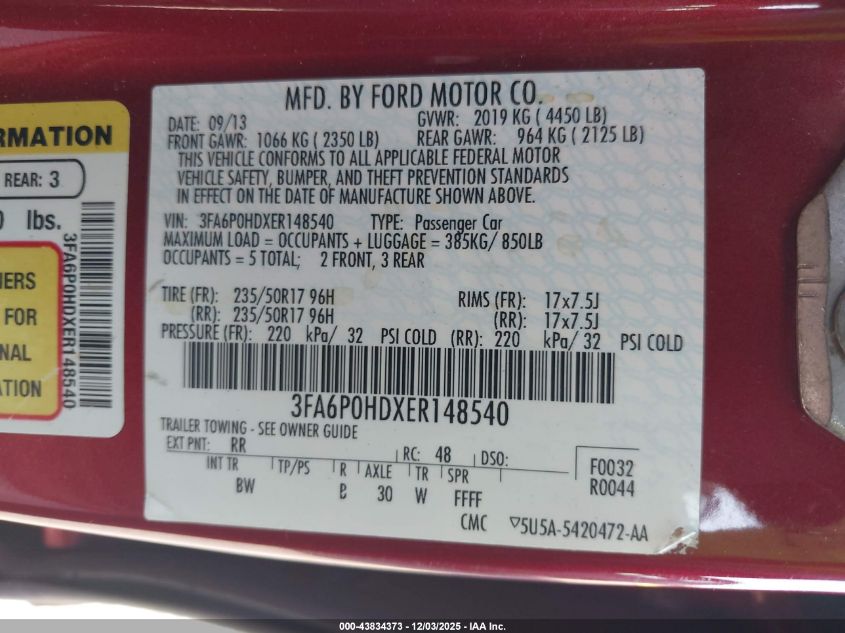 RMATION
REAR: 3
lbs.
NERS
FOR
NAL
ATION
3FA6P0HDXER148540
MFD. BY FORD MOTOR CO.
DATE: 09/13 GVWR: 2019 KG ( 4450 LB)
FRONT GAWR: 1066 KG ( 2350 LB) REAR GAWR: 964 KG ( 2125 LB)
THIS VEHICLE CONFORMS TO ALL APPLICABLE FEDERAL MOTOR
VEHICLE SAFETY, BUMPER, AND THEFT PREVENTION STANDARDS
IN EFFECT ON THE DATE OF MANUFACTURE SHOWN ABOVE.
VIN: 3FA6P0HDXER148540 TYPE: Passenger Car
MAXIMUM LOAD = OCCUPANTS + LUGGAGE = 385KG/ 850LB
OCCUPANTS = 5 TOTAL; 2 FRONT, 3 REAR
TIRE (FR): 235/50R17 96H RIMS (FR): 17x7.5J
(RR): 235/50R17 96H (RR): 17x7.5J
PRESSURE (FR): 220 kPa/ 32 PSI COLD (RR): 220 kPa/ 32 PSI COLD
3FA6P0HDXER148540
TRAILER TOWING - SEE OWNER GUIDE
EXT PNT: RR RC: 48 DSO: F0032
INT TR TP/PS R AXLE TR SPR R0044
BW 30 W FFFF
CMC ▽5U5A-5420472-AA
000-43834373 - 12/03/2025 - IAA Inc.